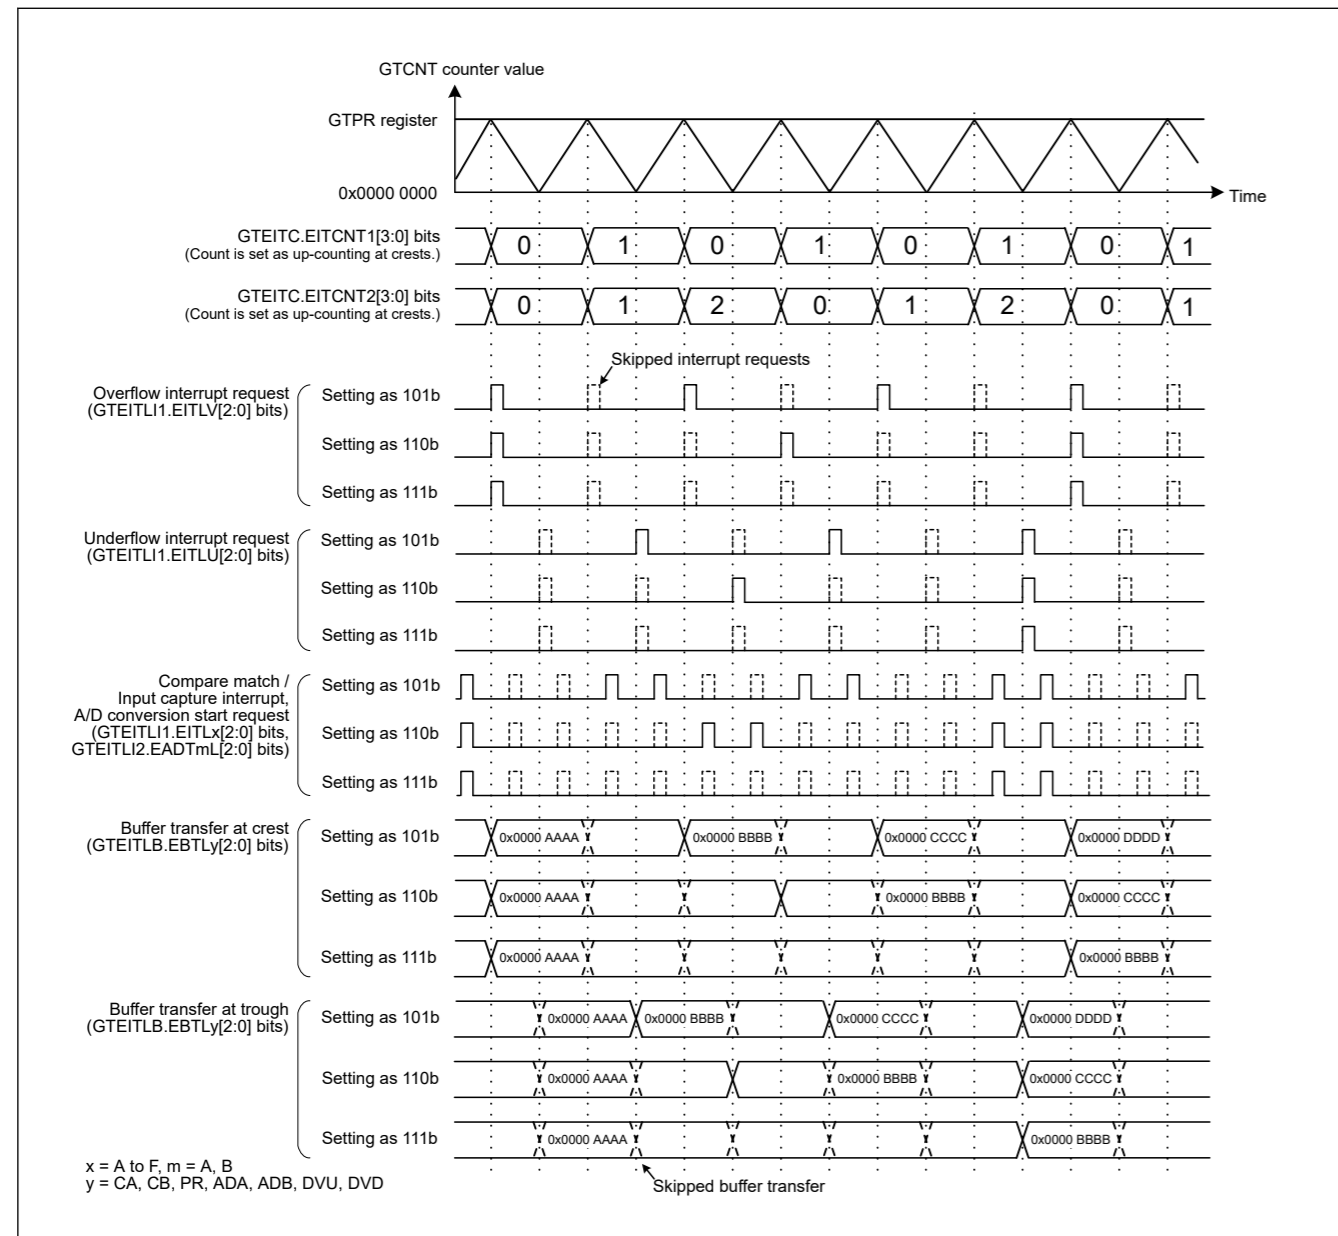 GTCNT counter value
GTPR register
0x0000 0000
Time
GTEITC.EITCNT1[3:0] bits
(Count is set as up-counting at crests.)
0 1 0 1 0 1 0 1
GTEITC.EITCNT2[3:0] bits
(Count is set as up-counting at crests.)
0 1 2 0 1 2 0 1
Skipped interrupt requests
Overflow interrupt request
(GTEITLI1.EITLV[2:0] bits)
Setting as 101b
Setting as 110b
Setting as 111b
Underflow interrupt request
(GTEITLI1.EITLU[2:0] bits)
Setting as 101b
Setting as 110b
Setting as 111b
Compare match /
Input capture interrupt,
A/D conversion start request
(GTEITLI1.EITLx[2:0] bits,
GTEITLI2.EADTmL[2:0] bits)
Setting as 101b
Setting as 110b
Setting as 111b
Buffer transfer at crest
(GTEITLB.EBTLy[2:0] bits)
Setting as 101b 0x0000 AAAA 0x0000 BBBB 0x0000 CCCC 0x0000 DDDD
Setting as 110b 0x0000 AAAA 0x0000 BBBB 0x0000 CCCC
Setting as 111b 0x0000 AAAA 0x0000 BBBB
Buffer transfer at trough
(GTEITLB.EBTLy[2:0] bits)
Setting as 101b 0x0000 AAAA 0x0000 BBBB 0x0000 CCCC 0x0000 DDDD
Setting as 110b 0x0000 AAAA 0x0000 BBBB 0x0000 CCCC
Setting as 111b 0x0000 AAAA 0x0000 BBBB
Skipped buffer transfer
x = A to F, m = A, B
y = CA, CB, PR, ADA, ADB, DVU, DVD